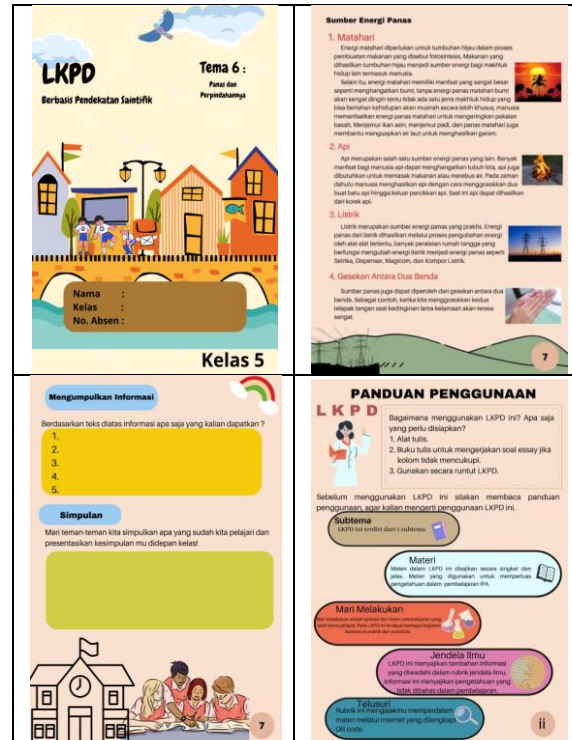 LKPD
Berbasis Pendekatan Saintifik
Tema 6 :
Panas dan
Perpindahannya
Nama :
Kelas :
No. Absen :
Kelas 5
Sumber Energi Panas
1. Matahari
Energi matahari diperlukan untuk tumbuhan hijau dalam proses
pembuatan makanan yang disebut fotosintesis. Makanan yang
dihasilkan tumbuhan hijau menjadi sumber energi bagi makhluk
hidup lain termasuk manusia.
Selain itu, energi matahari memiliki manfaat yang sangat besar
seperti menghangatkan bumi, tanpa energi panas matahari bumi
akan sangat dingin tentu tidak ada satu jenis makhluk hidup yang
bisa bertahan kehidupan akan musnah secara lebih khusus, manusia
memanfaatkan energi panas matahari untuk mengeringkan pakaian
basah, Menjemur ikan asin, menjemur padi, dan panas matahari juga
membantu menguapkan air laut untuk menghasilkan garam.
2. Api
Api merupakan salah satu sumber energi panas yang lain. Banyak
manfaat bagi manusia api dapat menghangatkan tubuh kita, api juga
dibutuhkan untuk memasak makanan atau merebus air. Pada zaman
dahulu manusia menghasilkan api dengan cara menggosokkan dua
buat batu api hingga keluar percikan api. Saat ini api dapat dihasilkan
dari korek api.
3. Listrik
Listrik merupakan sumber energi panas yang praktis. Energi
panas dari listrik dihasilkan melalui proses pengubahan energi
oleh alat-alat tertentu, banyak peralatan rumah tangga yang
berfungsi mengubah energi listrik menjadi energi panas seperti
Setrika, Dispenser, Magicom, dan Kompor Listrik.
4. Gesekan Antara Dua Benda
Sumber panas juga dapat diperoleh dari gesekan antara dua
benda. Sebagai contoh, ketika kita menggosokkan kedua
telapak tangan saat kedinginan lama kelamaan akan terasa
sangat.
7
Mengumpulkan Informasi
Berdasarkan teks diatas informasi apa saja yang kalian dapatkan ?
1.
2.
3.
4.
5.
Simpulan
Mari teman-teman kita simpulkan apa yang sudah kita pelajari dan
presentasikan kesimpulan mu didepan kelas!
7
PANDUAN PENGGUNAAN
LKPD
Bagaimana menggunakan LKPD ini? Apa saja
yang perlu disiapkan?
1. Alat tulis.
2. Buku tulis untuk mengerjakan soal essay jika
kolom tidak mencukupi.
3. Gunakan secara runtut LKPD.
Sebelum menggunakan LKPD ini silakan membaca panduan
penggunaan, agar kalian mengerti penggunaan LKPD ini.
Subtema
LKPD ini terdiri dari 2 subtema
Materi
Materi dalam LKPD ini disajikan secara singkat dan
jelas. Materi yang digunakan untuk memperluas
pengetahuan dalam pembelajaran IPA.
Mari Melakukan
Jendela Ilmu
LKPD ini menyajikan tambahan informasi
yang diwadahi dalam rubrik jendela ilmu.
Informasi ini menyajikan pengetahuan yang
tidak dibahas dalam pembelajaran.
Telusuri
Rubrik ini mengajakmu memperdalam
materi melalui internet yang dilengkapi
QR code.
ii